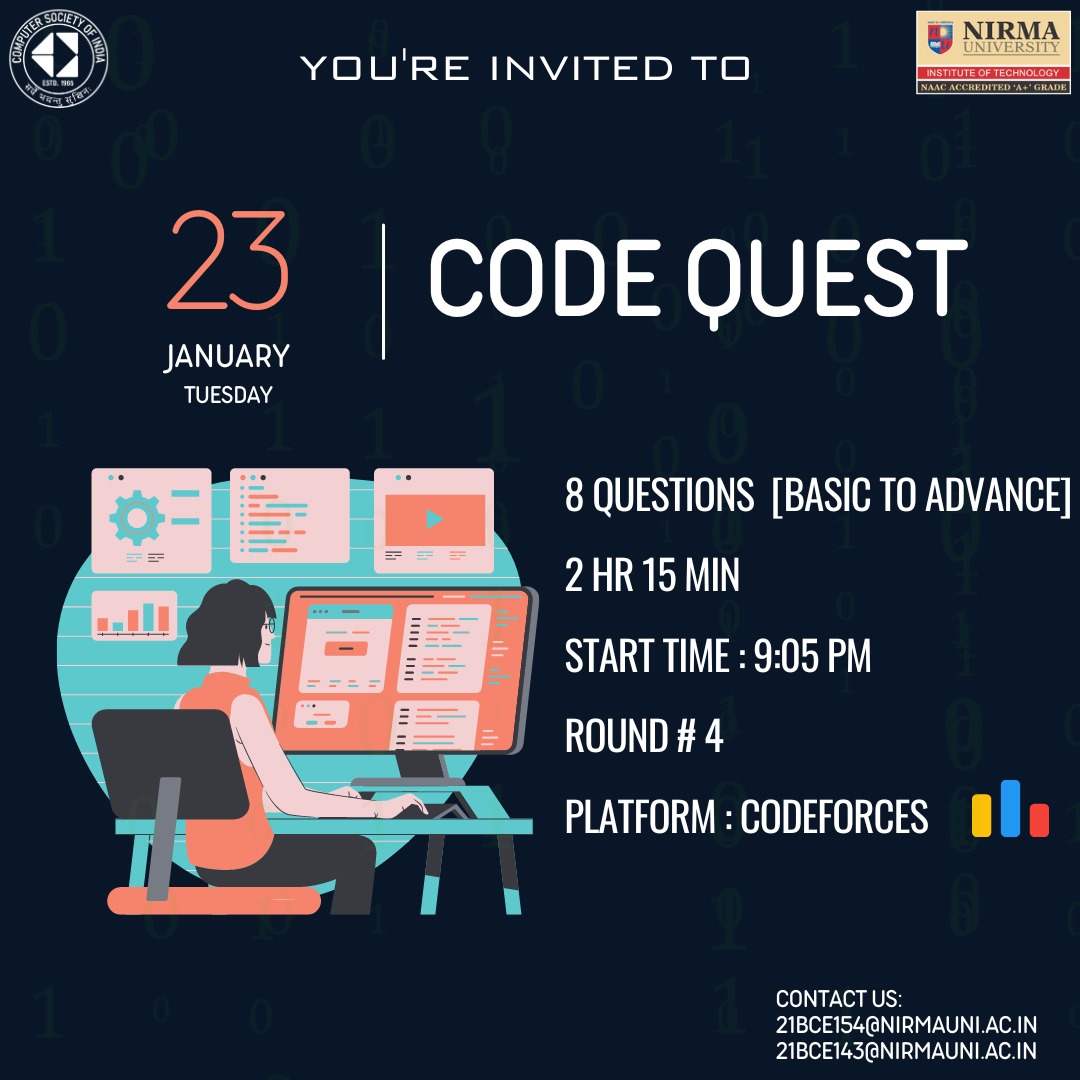 COMPUTER SOCIETY OF INDIA
ESTD. 1965
सर्वे भवन्तु सुखिनः
YOU'RE INVITED TO
NIRMA
UNIVERSITY
INSTITUTE OF TECHNOLOGY
NAAC ACCREDITED 'A+' GRADE
23
JANUARY
TUESDAY
CODE QUEST
8 QUESTIONS [BASIC TO ADVANCE]
2 HR 15 MIN
START TIME : 9:05 PM
ROUND # 4
PLATFORM : CODEFORCES
CONTACT US:
21BCE154@NIRMAUNI.AC.IN
21BCE143@NIRMAUNI.AC.IN